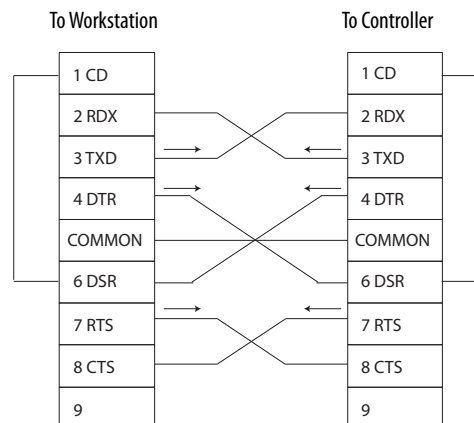 To Workstation
To Controller
1 CD
2 RDX
3 TXD
4 DTR
COMMON
6 DSR
7 RTS
8 CTS
9
1 CD
2 RDX
3 TXD
4 DTR
COMMON
6 DSR
7 RTS
8 CTS
9